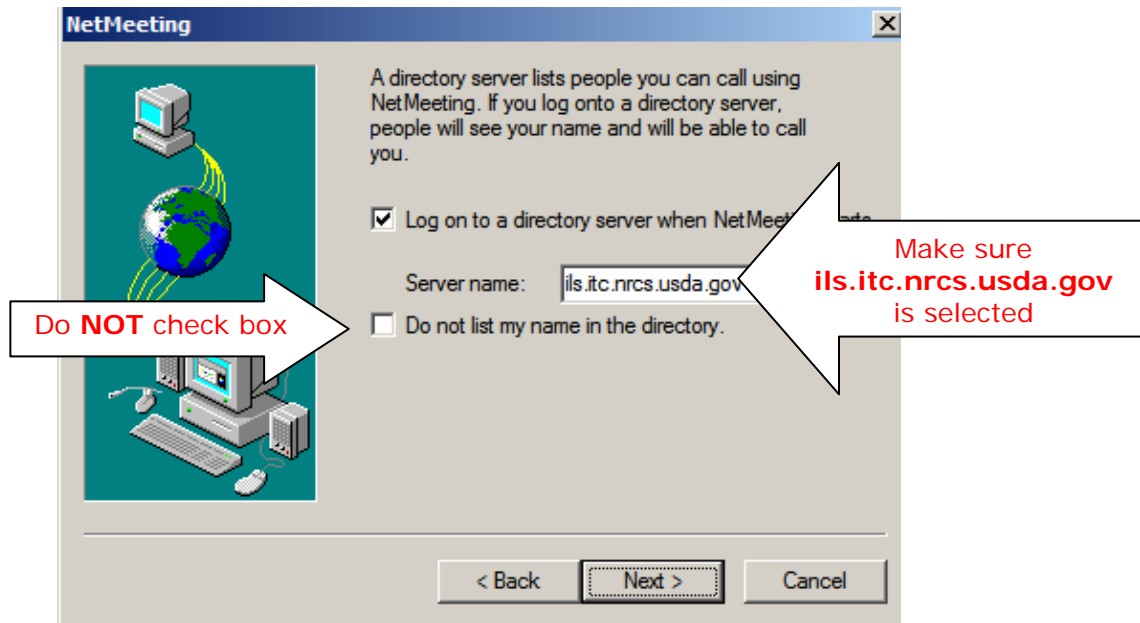 NetMeeting
A directory server lists people you can call using
NetMeeting. If you log onto a directory server,
people will see your name and will be able to call
you.
Log on to a directory server when
Server name: ils.itc.nrcs.usda.gov
Make sure
ils.itc.nrcs.usda.gov
is selected
Do NOT check box
Do not list my name in the directory.
< Back Next > Cancel